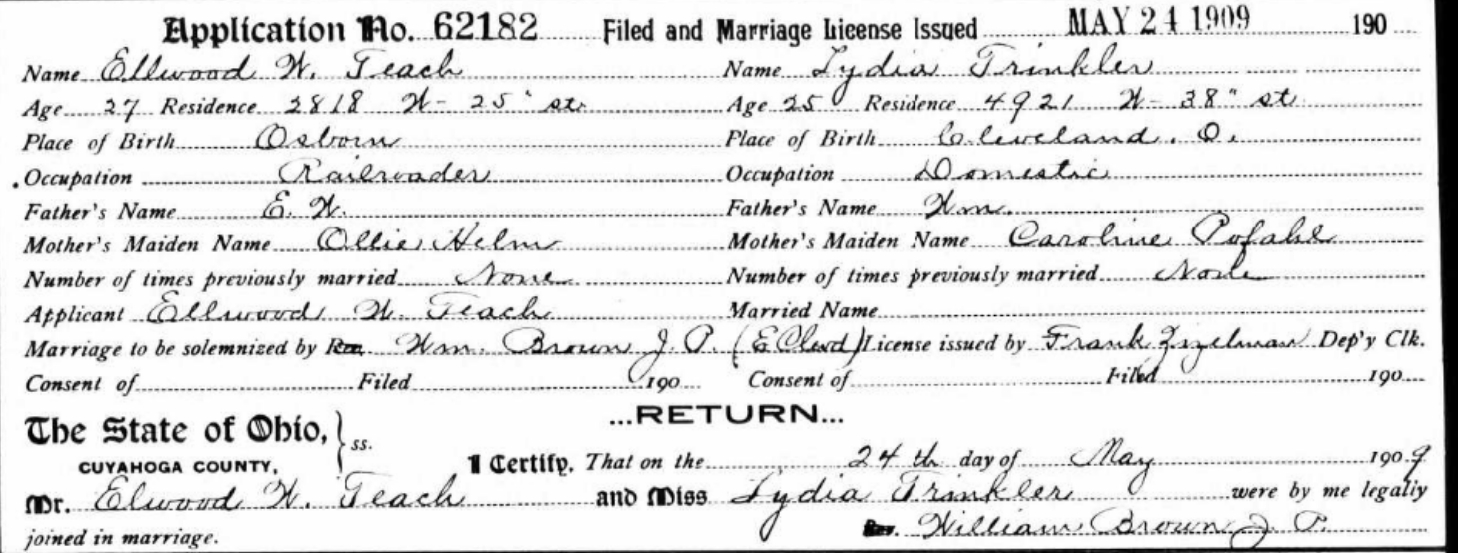 Application No. 62182 Filed and Marriage License Issued MAY 24 1909 190
Name Ellwood W. Teach Name Lydia Trinkler
Age 27 Residence 2818 W- 25" st. Age 25 Residence 4921 W- 38" st.
Place of Birth Osborn Place of Birth Cleveland. O.
Occupation Railroader Occupation Domestic
Father's Name E. W. Father's Name Wm.
Mother's Maiden Name Ollie Helm Mother's Maiden Name Caroline Pofahl
Number of times previously married None Number of times previously married None
Applicant Ellwood W. Teach Married Name
Marriage to be solemnized by Rev. Wm. Brown J. P. (E Clevd) License issued by Frank Zizelman Dep'y Clk.
Consent of Filed 190 Consent of Filed 190
...RETURN...
The State of Ohio, } ss.
CUYAHOGA COUNTY, I Certify, That on the 24 th day of May 1909
Mr. Elwood W. Teach and Miss Lydia Trinkler were by me legally
joined in marriage. Rev. William Brown J. P.